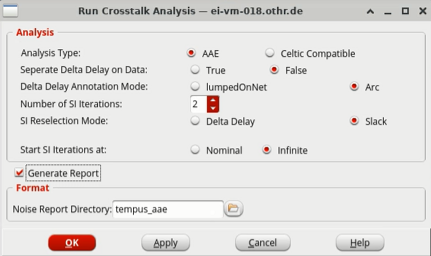 Run Crosstalk Analysis — ei-vm-018.othr.de
Analysis
Analysis Type: AAE Celtic Compatible
Seperate Delta Delay on Data: True False
Delta Delay Annotation Mode: lumpedOnNet Arc
Number of SI Iterations: 2
SI Reselection Mode: Delta Delay Slack
Start SI Iterations at: Nominal Infinite
Generate Report
Format
Noise Report Directory: tempus_aae
OK Apply Cancel Help